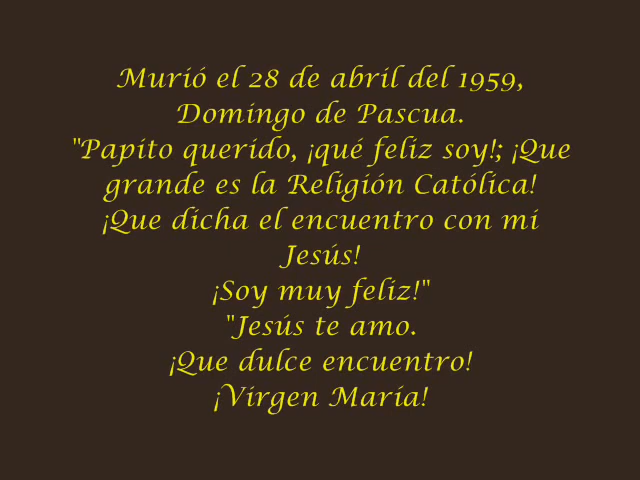 Murió el 28 de abril del 1959,
Domingo de Pascua.
"Papito querido, ¡qué feliz soy!; ¡Que
grande es la Religión Católica!
¡Que dicha el encuentro con mi
Jesús!
¡Soy muy feliz!"
"Jesús te amo.
¡Que dulce encuentro!
¡Virgen María!